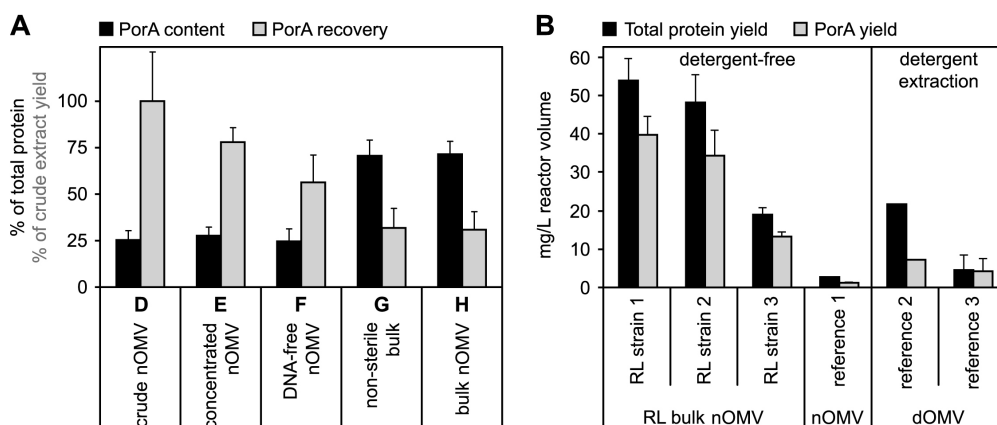 A
PorA content
PorA recovery
% of total protein
% of crude extract yield
100
75
50
25
0
D
E
F
G
H
crude nOMV
concentrated
nOMV
DNA-free
nOMV
non-sterile
bulk
bulk nOMV
B
Total protein yield
PorA yield
detergent-free
detergent
extraction
mg/L reactor volume
60
50
40
30
20
10
0
RL strain 1
RL strain 2
RL strain 3
reference 1
reference 2
reference 3
RL bulk nOMV
nOMV
dOMV